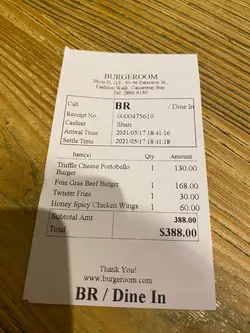 BURGEROOM
Shop D, G/F, 50-56 Paterson St.,
Fashion Walk, Causeway Bay
Tel: 2890 9130
Call BR / Dine In
Receipt No. 0000475619
Cashier Shan
Arrival Time 2021/05/17 18:41:16
Settle Time 2021/05/17 18:41:18
Item(s) Qty Amount
Truffle Cheese Portobello 1 130.00
Burger
Foie Gras Beef Burger 1 168.00
Twister Fries 1 30.00
Honey Spicy Chicken Wings 1 60.00
Subtotal Amt 388.00
Total $388.00
Thank You!
www.burgeroom.com
BR / Dine In